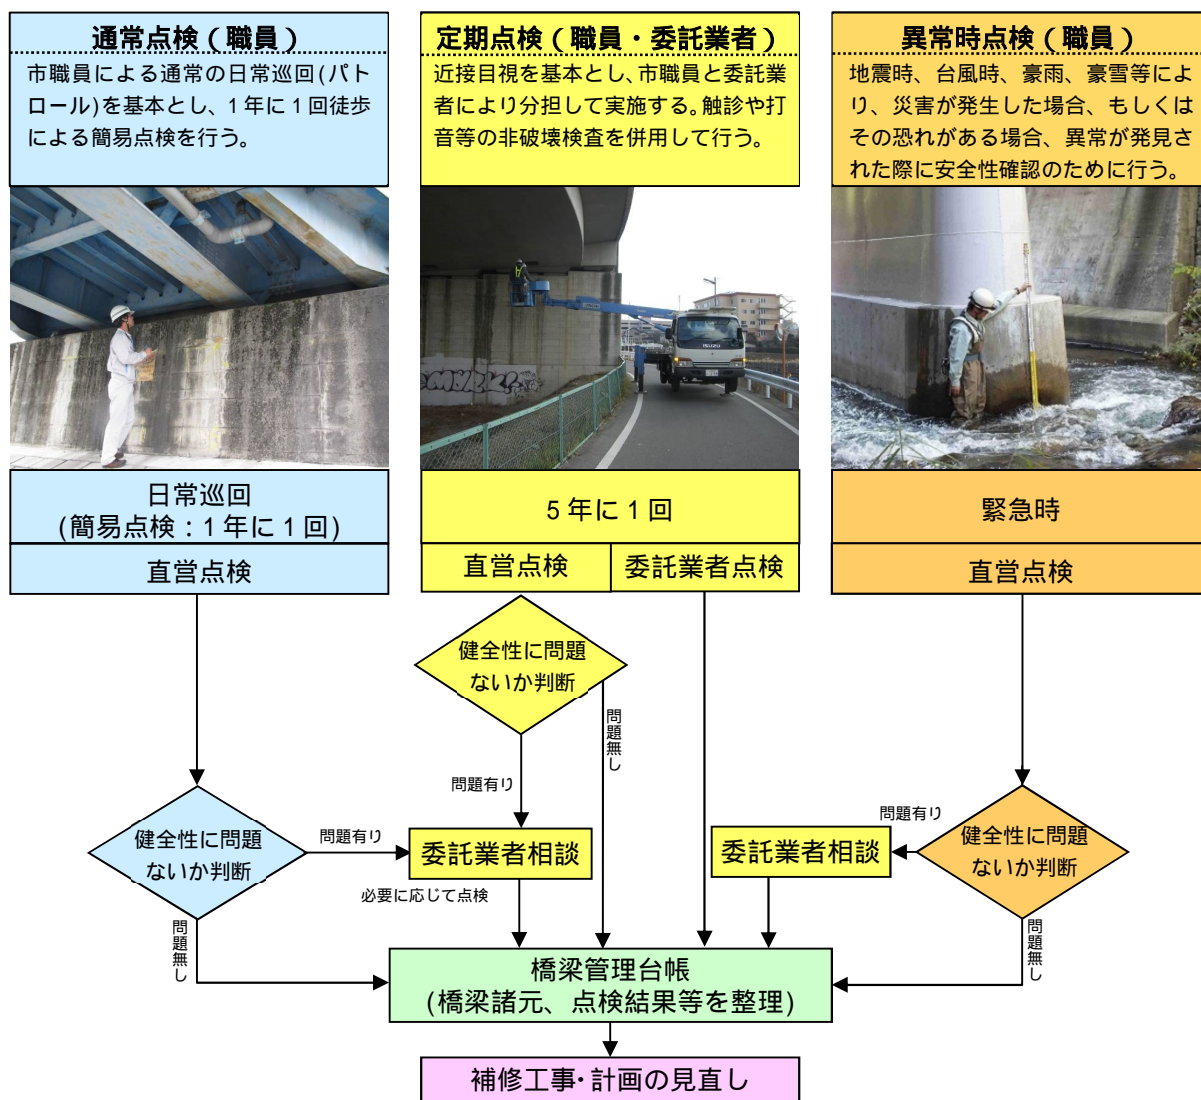 通常点検（職員）
市職員による通常の日常巡回(パト
ロール)を基本とし、1年に1回徒歩
による簡易点検を行う。
定期点検（職員・委託業者）
近接目視を基本とし、市職員と委託業
者により分担して実施する。触診や打
音等の非破壊検査を併用して行う。
異常時点検（職員）
地震時、台風時、豪雨、豪雪等によ
り、災害が発生した場合、もしくは
その恐れがある場合、異常が発見さ
れた際に安全性確認のために行う。
ISUZU
日常巡回
(簡易点検：1年に1回)
直営点検
5年に1回
直営点検
委託業者点検
緊急時
直営点検
健全性に問題
ないか判断
問題無し
問題有り
健全性に問題
ないか判断
問題有り
委託業者相談
必要に応じて点検
問題無し
委託業者相談
問題有り
健全性に問題
ないか判断
問題無し
橋梁管理台帳
(橋梁諸元、点検結果等を整理)
補修工事・計画の見直し